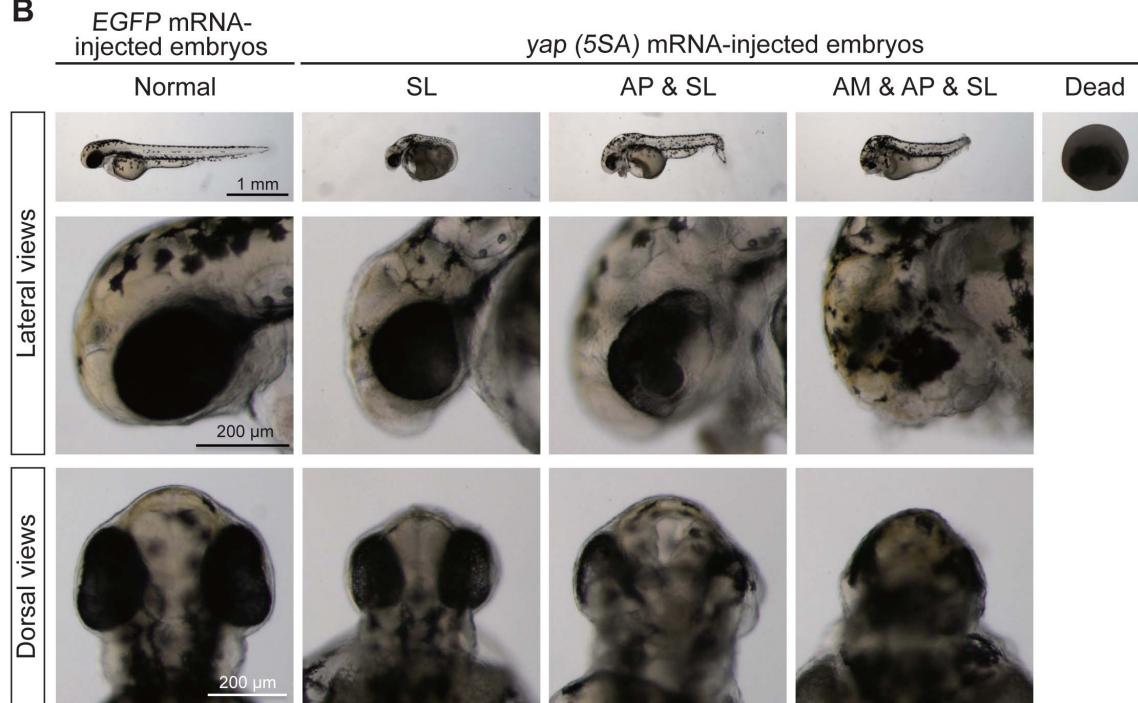 B
EGFP mRNA-
injected embryos
yap (5SA) mRNA-injected embryos
Normal
SL
AP & SL
AM & AP & SL
Dead
Lateral views
1 mm
200 µm
Dorsal views
200 µm